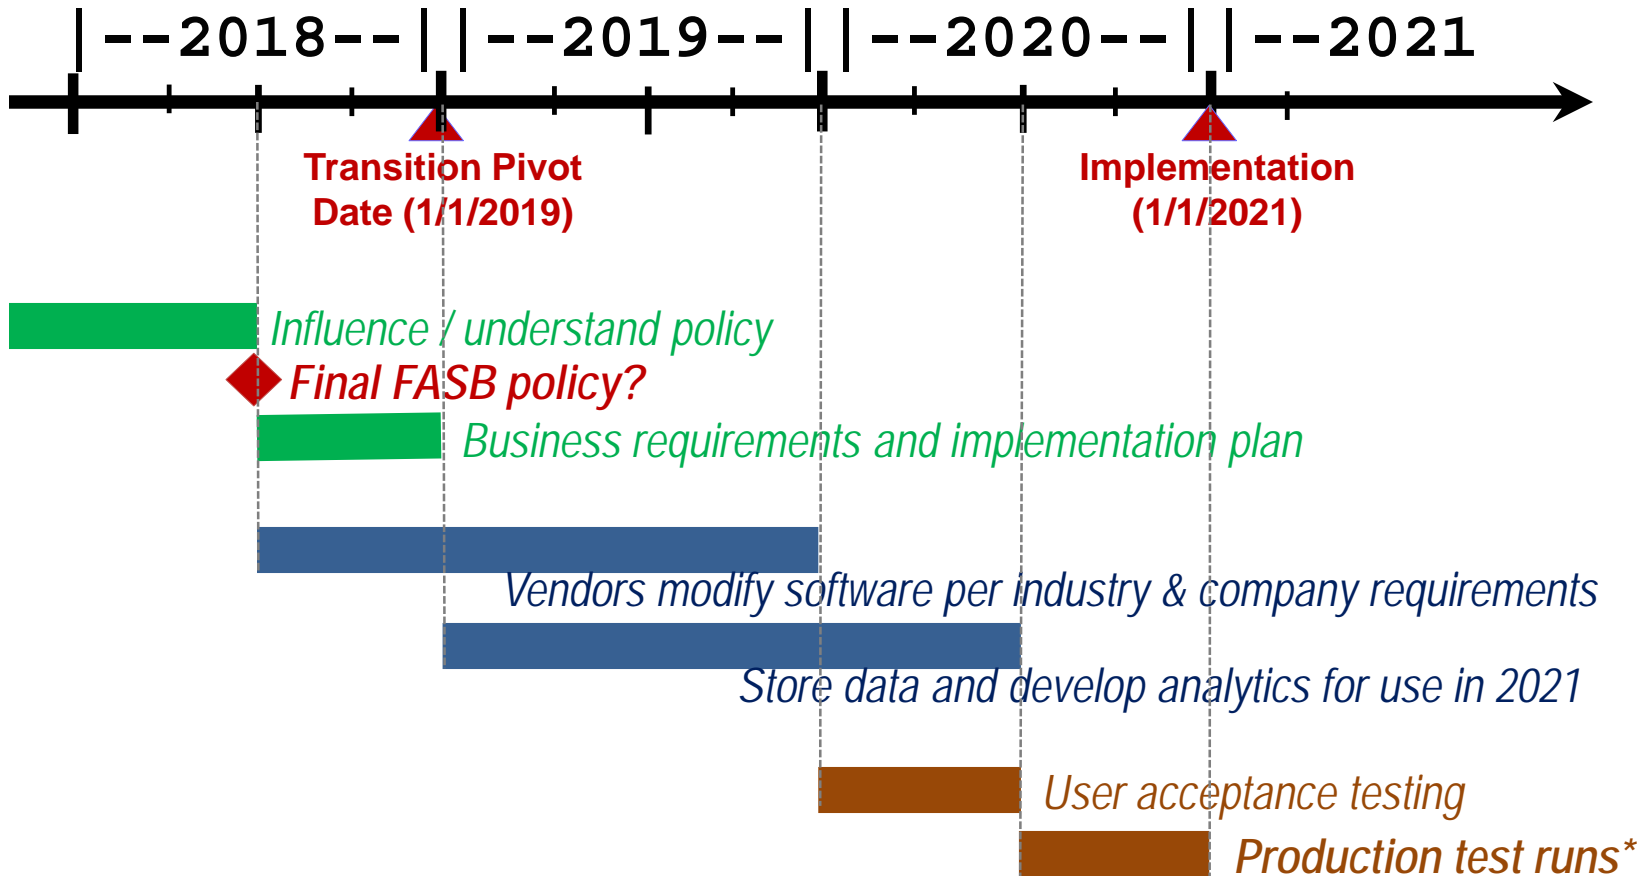 |--2018--||--2019--||--2020--||--2021
Transition Pivot
Date (1/1/2019)
Implementation
(1/1/2021)
Influence / understand policy
Final FASB policy?
Business requirements and implementation plan
Vendors modify software per industry & company requirements
Store data and develop analytics for use in 2021
User acceptance testing
Production test runs*